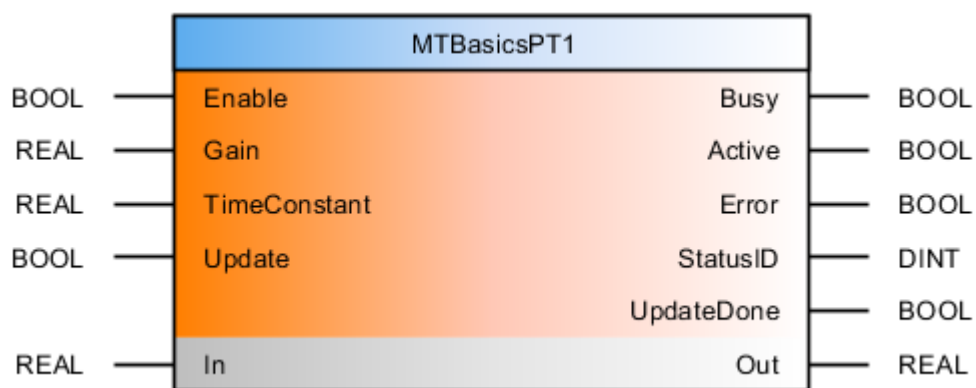 MTBasicsPT1
BOOL Enable Busy BOOL
REAL Gain Active BOOL
REAL TimeConstant Error BOOL
BOOL Update StatusID DINT
UpdateDone BOOL
REAL In Out REAL